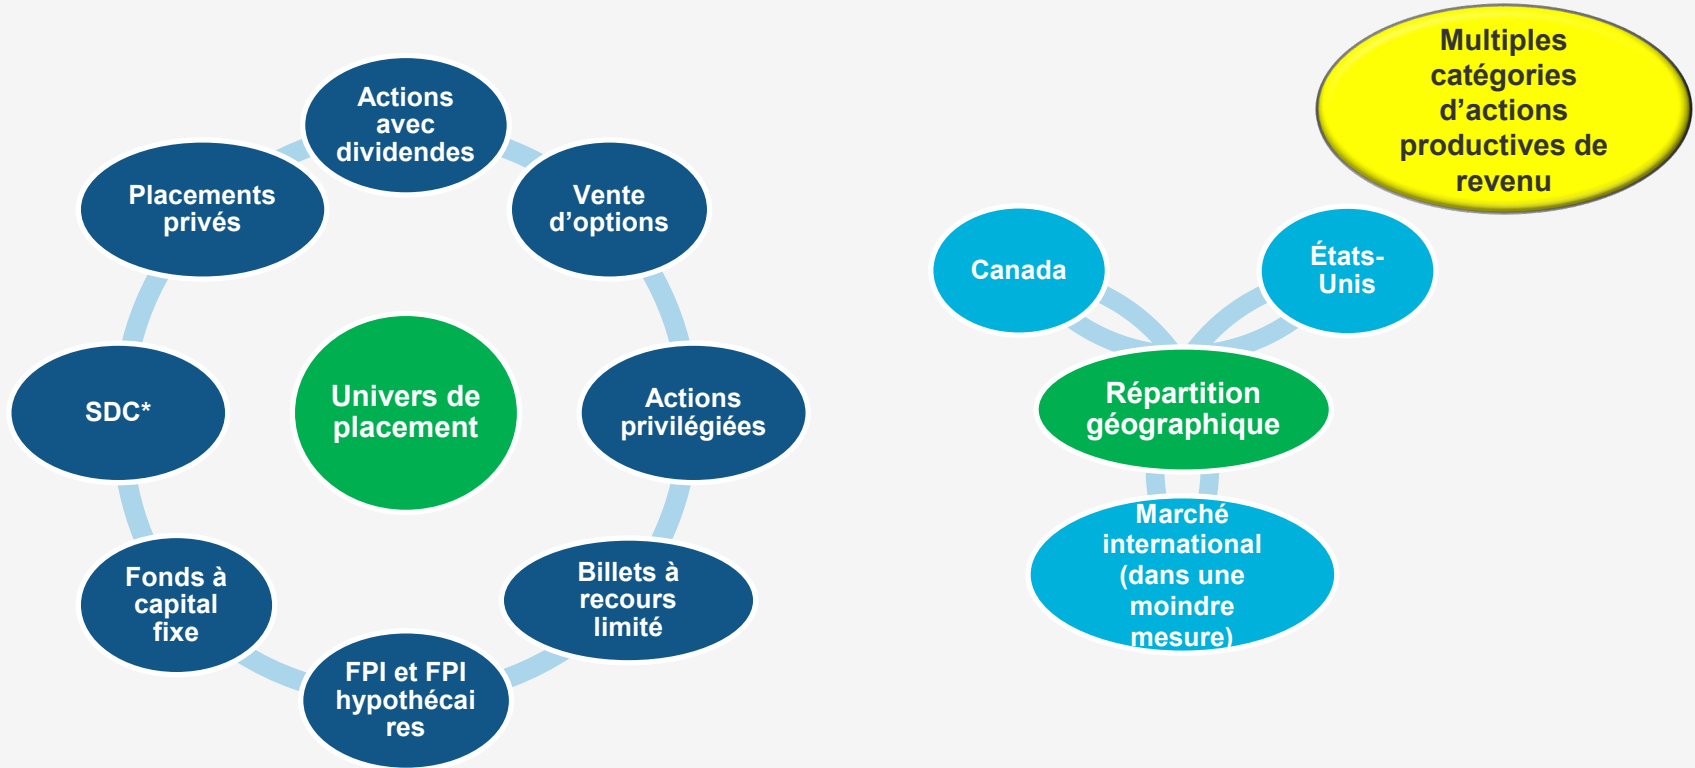 Multiples
catégories
d’actions
productives de
revenu
Actions
avec
dividendes
Vente
d’options
Actions
privilégiées
Billets à
recours
limité
FPI et FPI
hypothécai
res
Fonds à
capital
fixe
SDC*
Placements
privés
Univers de
placement
Canada
États-
Unis
Répartition
géographique
Marché
international
(dans une
moindre
mesure)